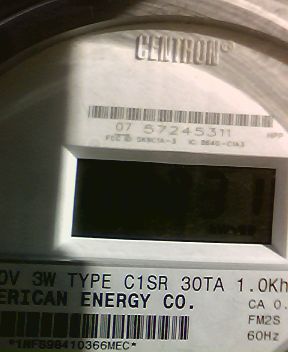 CENTRON®
07 57245311
FCC ID SK9C1A-3 IC: 864G-C1A3
0V 3W TYPE C1SR 30TA 1.0Kh
ERICAN ENERGY CO. CA 0.
FM2S
60Hz
*1NF698410366MEC*